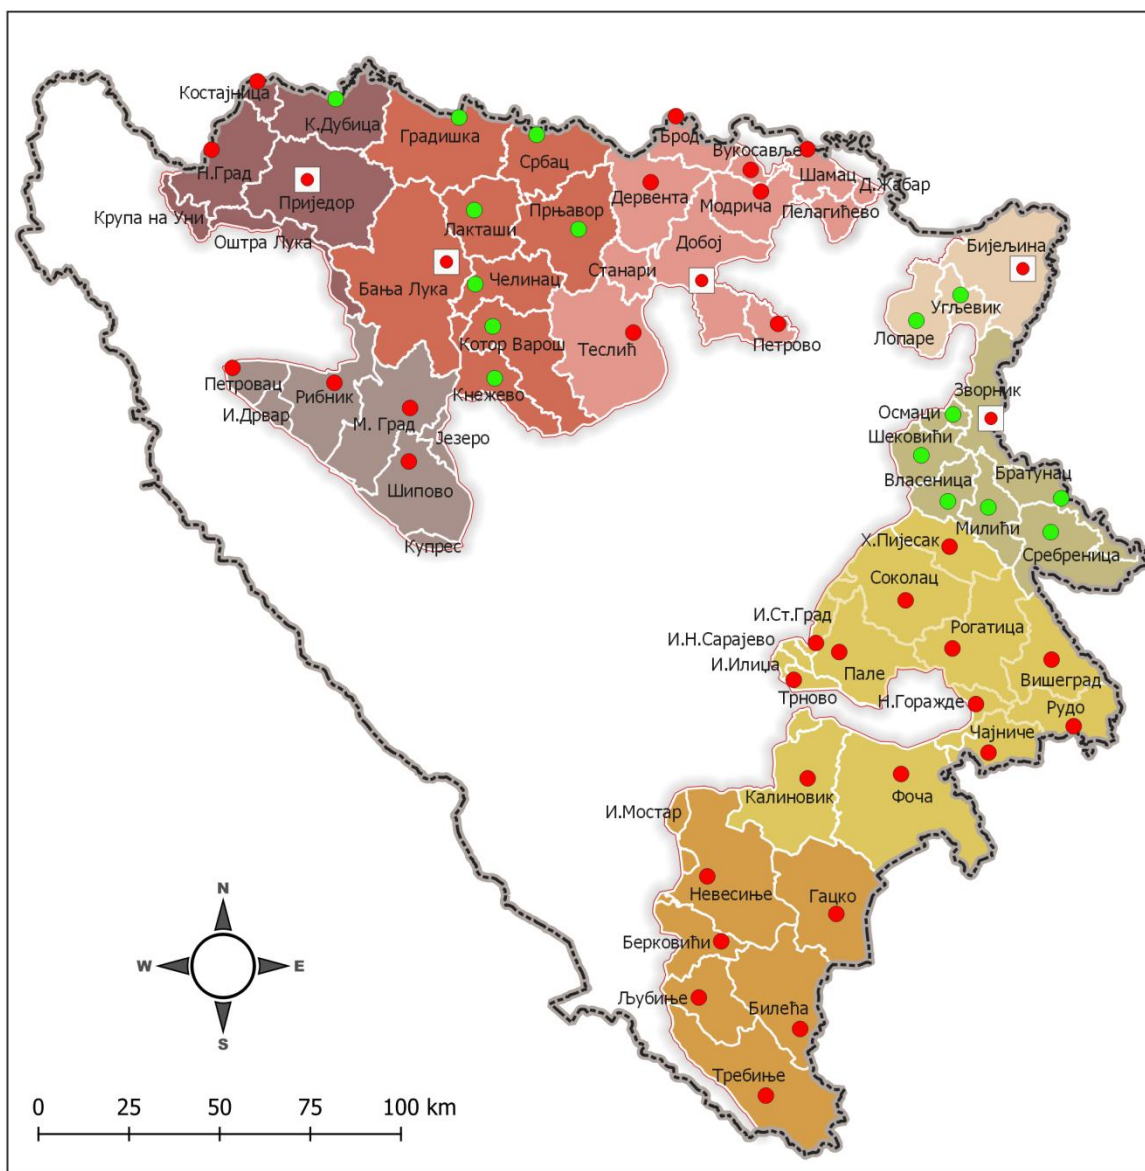 Костајница
К.Дубица
Градишка
Србац
Брод
Вукосавље
Шамац
Д.Жабар
Н.Град
Приједор
Дервента
Модрича
Пелагићево
Крупа на Уни
Оштра Лука
Лакташи
Прњавор
Добој
Станари
Бијељина
Бања Лука
Челинац
Угљевик
Лопаре
Котор Варош
Теслић
Петрово
Петровац
Рибник
Кнежево
Зворник
И.Дрвар
М. Град
Језеро
Осмаци
Шековићи
Шипово
Власеница
Братунац
Милићи
Купрес
Х.Пијесак
Сребреница
Соколац
И.Ст.Град
Рогатица
И.Н.Сарајево
И.Илиџа
Пале
Вишеград
Трново
Н.Горажде
Рудо
Чајниче
Калиновик
Фоча
И.Мостар
Невесиње
Гацко
Берковићи
Љубиње
Билећа
Требиње
N
W
E
S
0 25 50 75 100 km